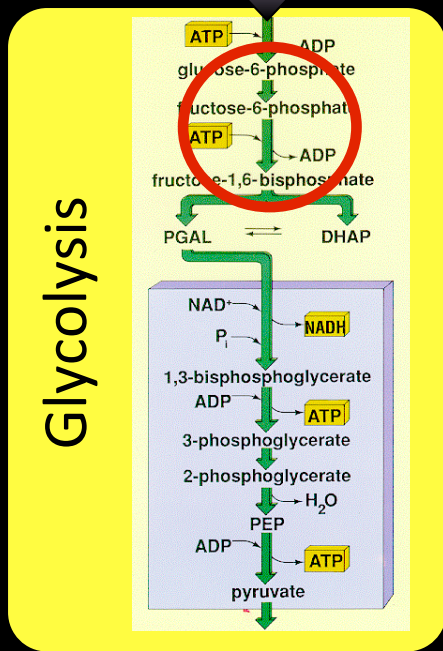 Glycolysis
ATP
ADP
glucose-6-phosphate
fructose-6-phosphate
ATP
ADP
fructose-1,6-bisphosphate
PGAL
DHAP
NAD+
NADH
Pi
1,3-bisphosphoglycerate
ADP
ATP
3-phosphoglycerate
2-phosphoglycerate
H2O
PEP
ADP
ATP
pyruvate